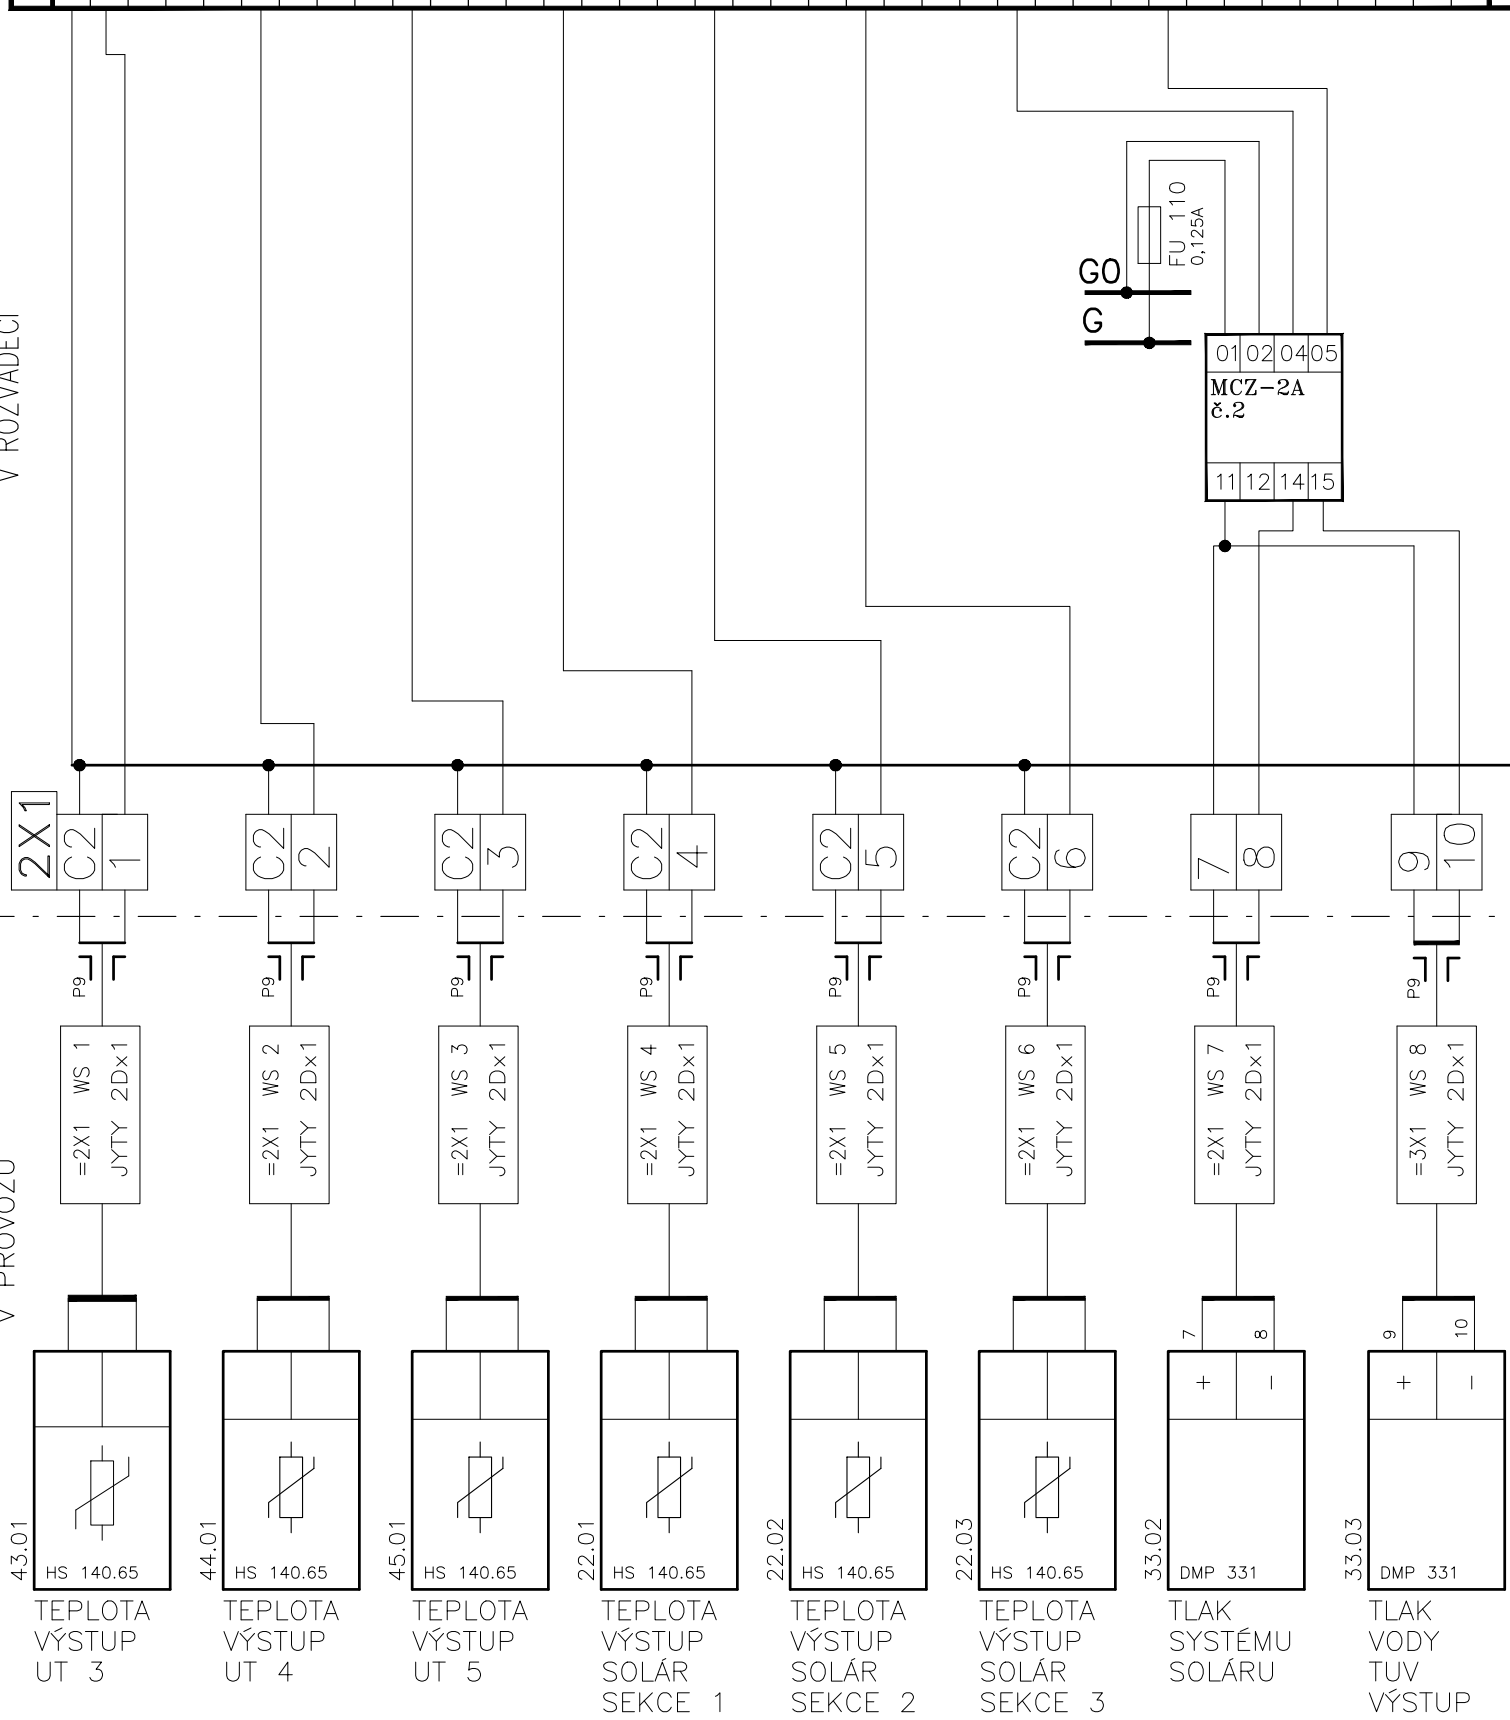 V ROZVADĚČI
FU 110
0,125A
G0
G
01 02 04 05
MCZ-2A
č.2
11 12 14 15
2X1
C2 1
C2 2
C2 3
C2 4
C2 5
C2 6
7 8
9 10
P9 P9 P9 P9 P9 P9 P9 P9
=2X1 WS 1
JYTY 2Dx1
=2X1 WS 2
JYTY 2Dx1
=2X1 WS 3
JYTY 2Dx1
=2X1 WS 4
JYTY 2Dx1
=2X1 WS 5
JYTY 2Dx1
=2X1 WS 6
JYTY 2Dx1
=2X1 WS 7
JYTY 2Dx1
=3X1 WS 8
JYTY 2Dx1
V PROVOZU
7 8
9 10
+ -
+ -
43.01
HS 140.65
TEPLOTA
VÝSTUP
UT 3
44.01
HS 140.65
TEPLOTA
VÝSTUP
UT 4
45.01
HS 140.65
TEPLOTA
VÝSTUP
UT 5
22.01
HS 140.65
TEPLOTA
VÝSTUP
SOLÁR
SEKCE 1
22.02
HS 140.65
TEPLOTA
VÝSTUP
SOLÁR
SEKCE 2
22.03
HS 140.65
TEPLOTA
VÝSTUP
SOLÁR
SEKCE 3
33.02
DMP 331
TLAK
SYSTÉMU
SOLÁRU
33.03
DMP 331
TLAK
VODY
TUV
VÝSTUP